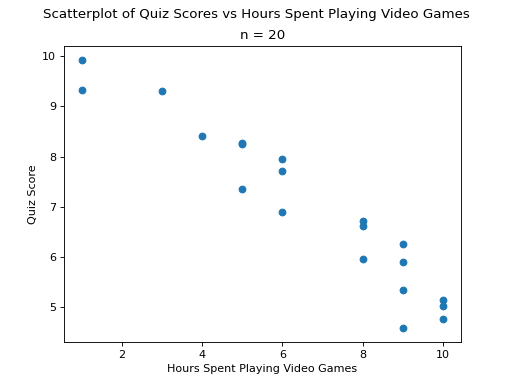 Scatterplot of Quiz Scores vs Hours Spent Playing Video Games
n = 20
10
9
8
7
6
5
Quiz Score
2 4 6 8 10
Hours Spent Playing Video Games